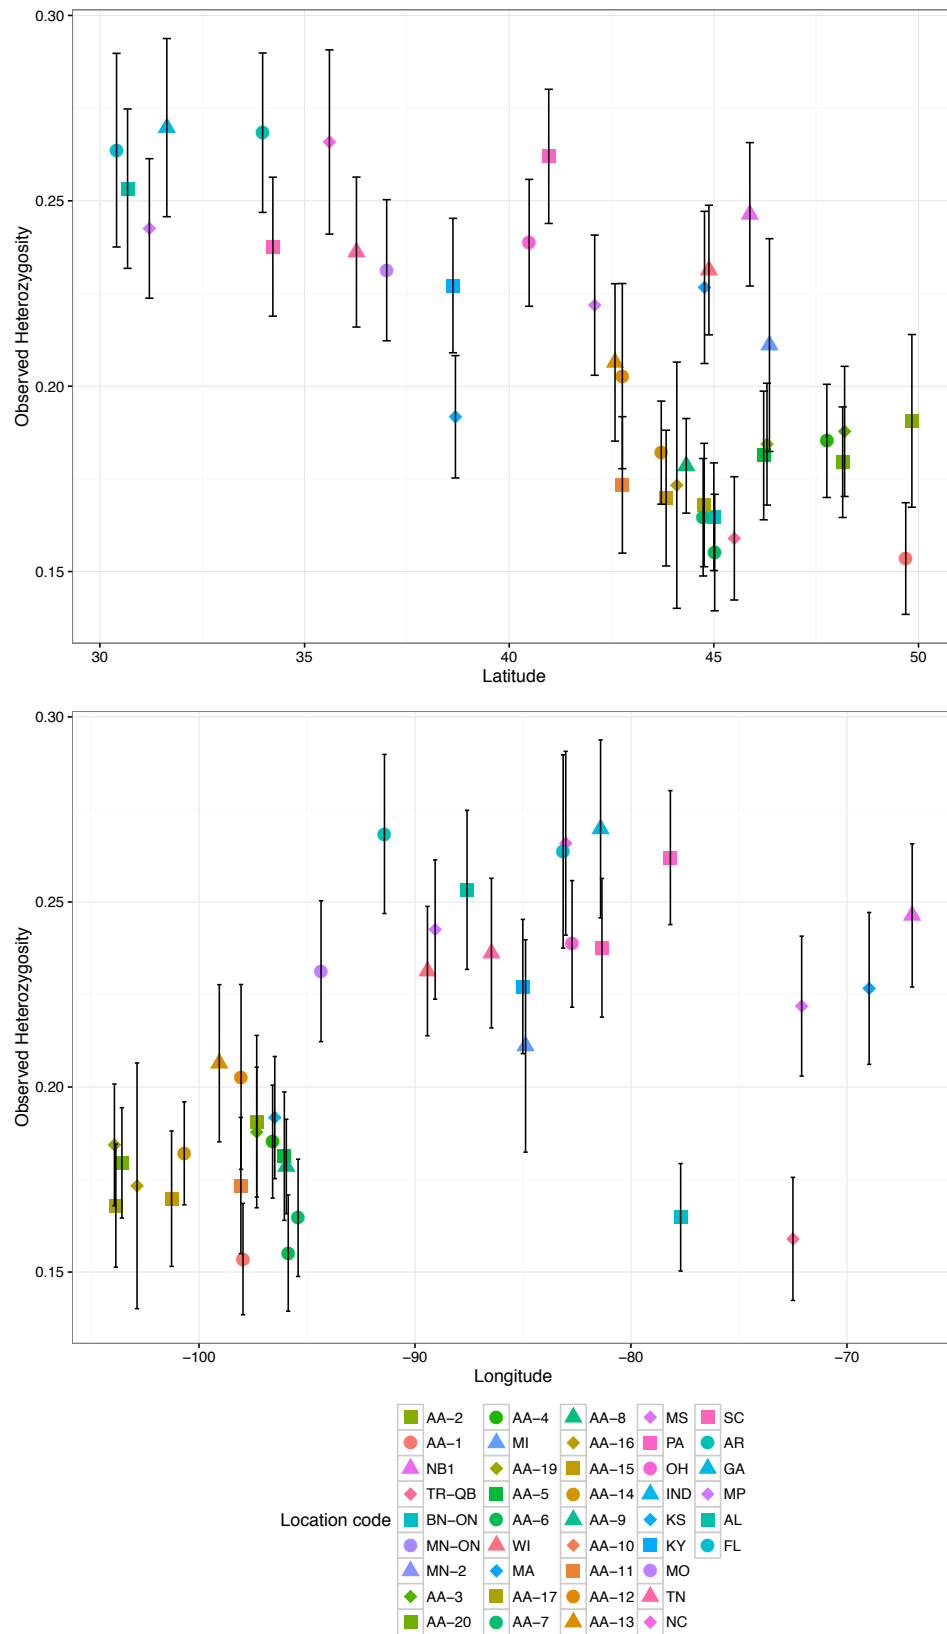 0.30
0.25
0.20
0.15
Observed Heterozygosity
30 35 40 45 50
Latitude
0.30
0.25
0.20
0.15
Observed Heterozygosity
−100 −90 −80 −70
Longitude
Location code
AA−2 AA−4 AA−8 MS SC
AA−1 MI AA−16 PA AR
NB1 AA−19 AA−15 OH GA
TR−QB AA−5 AA−14 IND MP
BN−ON AA−6 AA−9 KS AL
MN−ON WI AA−10 KY FL
MN−2 MA AA−11 MO
AA−3 AA−17 AA−12 TN
AA−20 AA−7 AA−13 NC